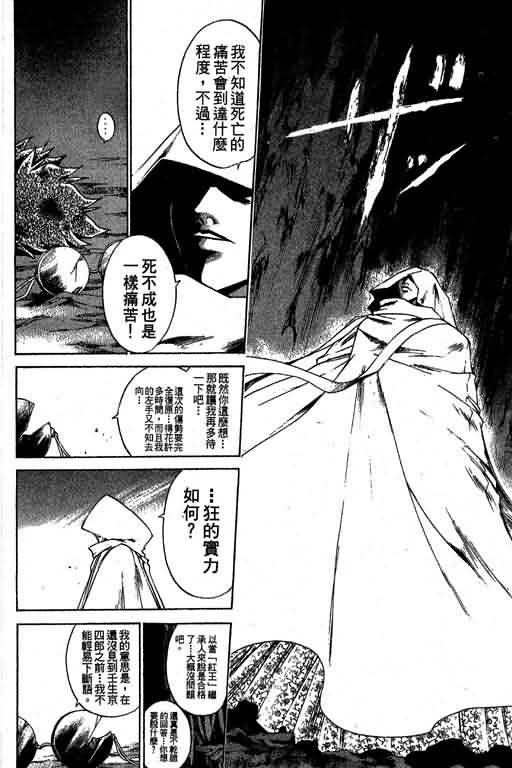 ザッ
我不知道死亡的
痛苦會到達什麼
程度，不過…
……
死不成也是
一樣痛苦！
既然你這麼想…
那就讓我再多待
一下吧…
這次的傷勢要完
全復原…得花許
多時間，而且我
的左手又不知去
向…
…狂的實力
如何？
以當「紅王」繼
承人來說是合格
了…大概沒問題
吧。
還真是不乾脆
的回答…你想
要說什麼？
我的意思是，在
還沒見到壬生京
四郎之前…我不
能輕易下斷語。